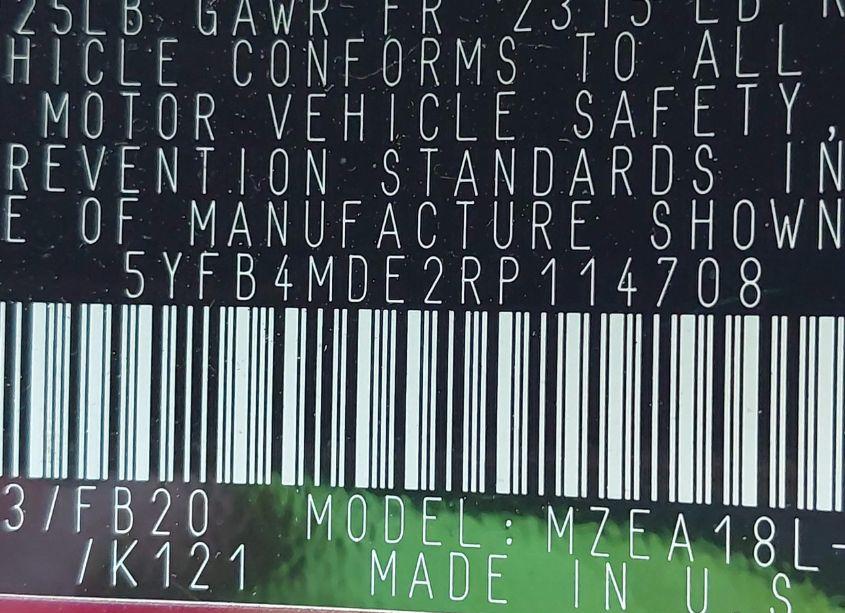 25LB GAWR FR 2315 LB
HICLE CONFORMS TO ALL
MOTOR VEHICLE SAFETY,
REVENTION STANDARDS IN
E OF MANUFACTURE SHOWN
5YFB4MDE2RP114708
3/FB20 MODEL: MZEA18L-
/K121 MADE IN U S